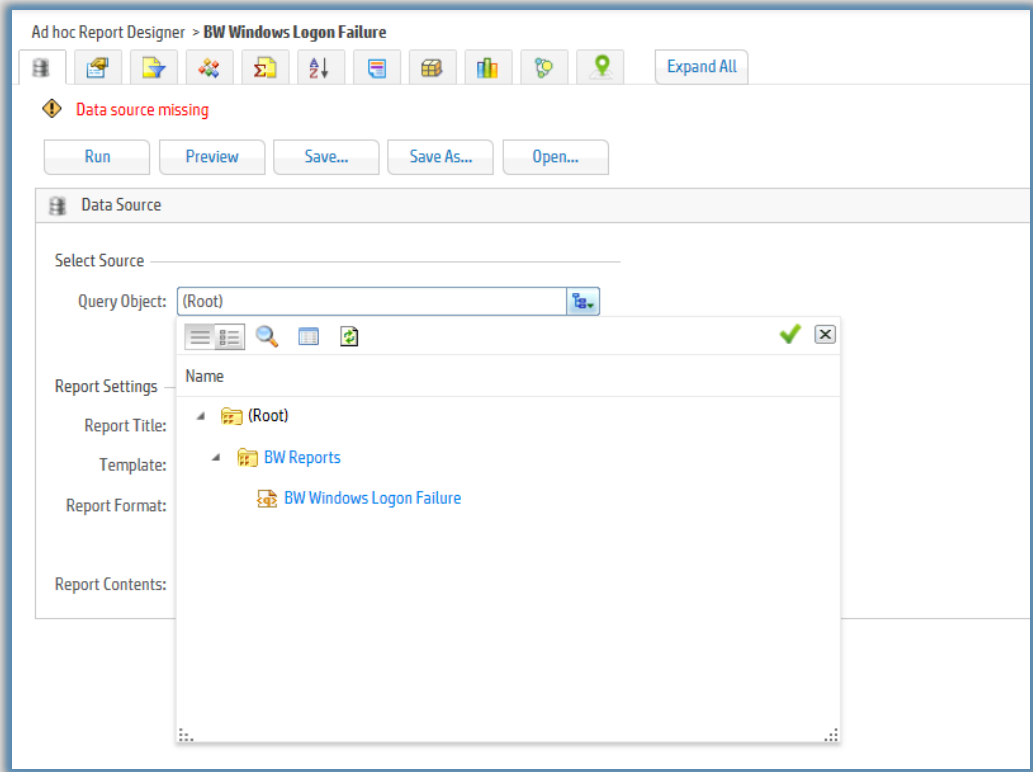 Ad hoc Report Designer > BW Windows Logon Failure
Expand All
Data source missing
Run Preview Save... Save As... Open...
Data Source
Select Source
Query Object: (Root)
Name
Report Settings
(Root)
Report Title:
BW Reports
Template:
BW Windows Logon Failure
Report Format:
Report Contents: